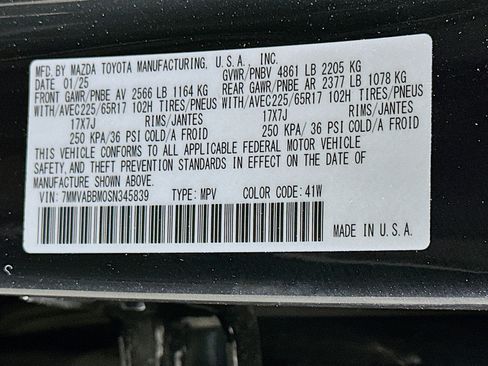 MFD. BY MAZDA TOYOTA MANUFACTURING, U.S.A., INC.
DATE 01/25 GVWR/PNBV 4861 LB 2205 KG
FRONT GAWR/PNBE AV 2566 LB 1164 KG REAR GAWR/PNBE AR 2377 LB 1078 KG
WITH/AVEC225/65R17 102H TIRES/PNEUS WITH/AVEC225/65R17 102H TIRES/PNEUS
17X7J RIMS/JANTES 17X7J RIMS/JANTES
250 KPA/36 PSI COLD/A FROID 250 KPA/ 36 PSI COLD/A FROID
THIS VEHICLE CONFORMS TO ALL APPLICABLE FEDERAL MOTOR VEHICLE
SAFETY, AND THEFT PREVENTION STANDARDS IN EFFECT ON THE DATE
OF MANUFACTURE SHOWN ABOVE.
VIN: 7MMVABBM0SN345839 TYPE: MPV COLOR CODE: 41W
MADE IN U.S.A.